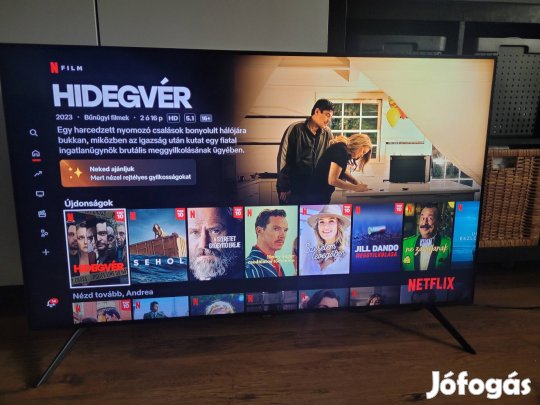 N FILM
HIDEGVÉR
2023 • Bűnügyi filmek • 2 ó 16 p HD 5.1 16+
Egy harcedzett nyomozó csalások bonyolult hálójára
bukkan, miközben az igazság után kutat egy fiatal
ingatlanügynök brutális meggyilkolásának ügyében.
Neked ajánljuk
Mert nézel rejtélyes gyilkosságokat
Újdonságok
HIDEGVÉR
SEHOL
JILL DANDO
Nézd tovább, Andrea
NETFLIX
Jófogás